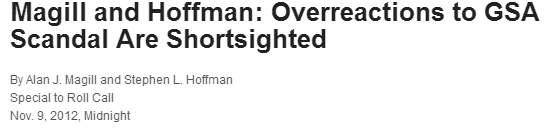 Magill and Hoffman: Overreactions to GSA
Scandal Are Shortsighted
By Alan J. Magill and Stephen L. Hoffman
Special to Roll Call
Nov. 9, 2012, Midnight